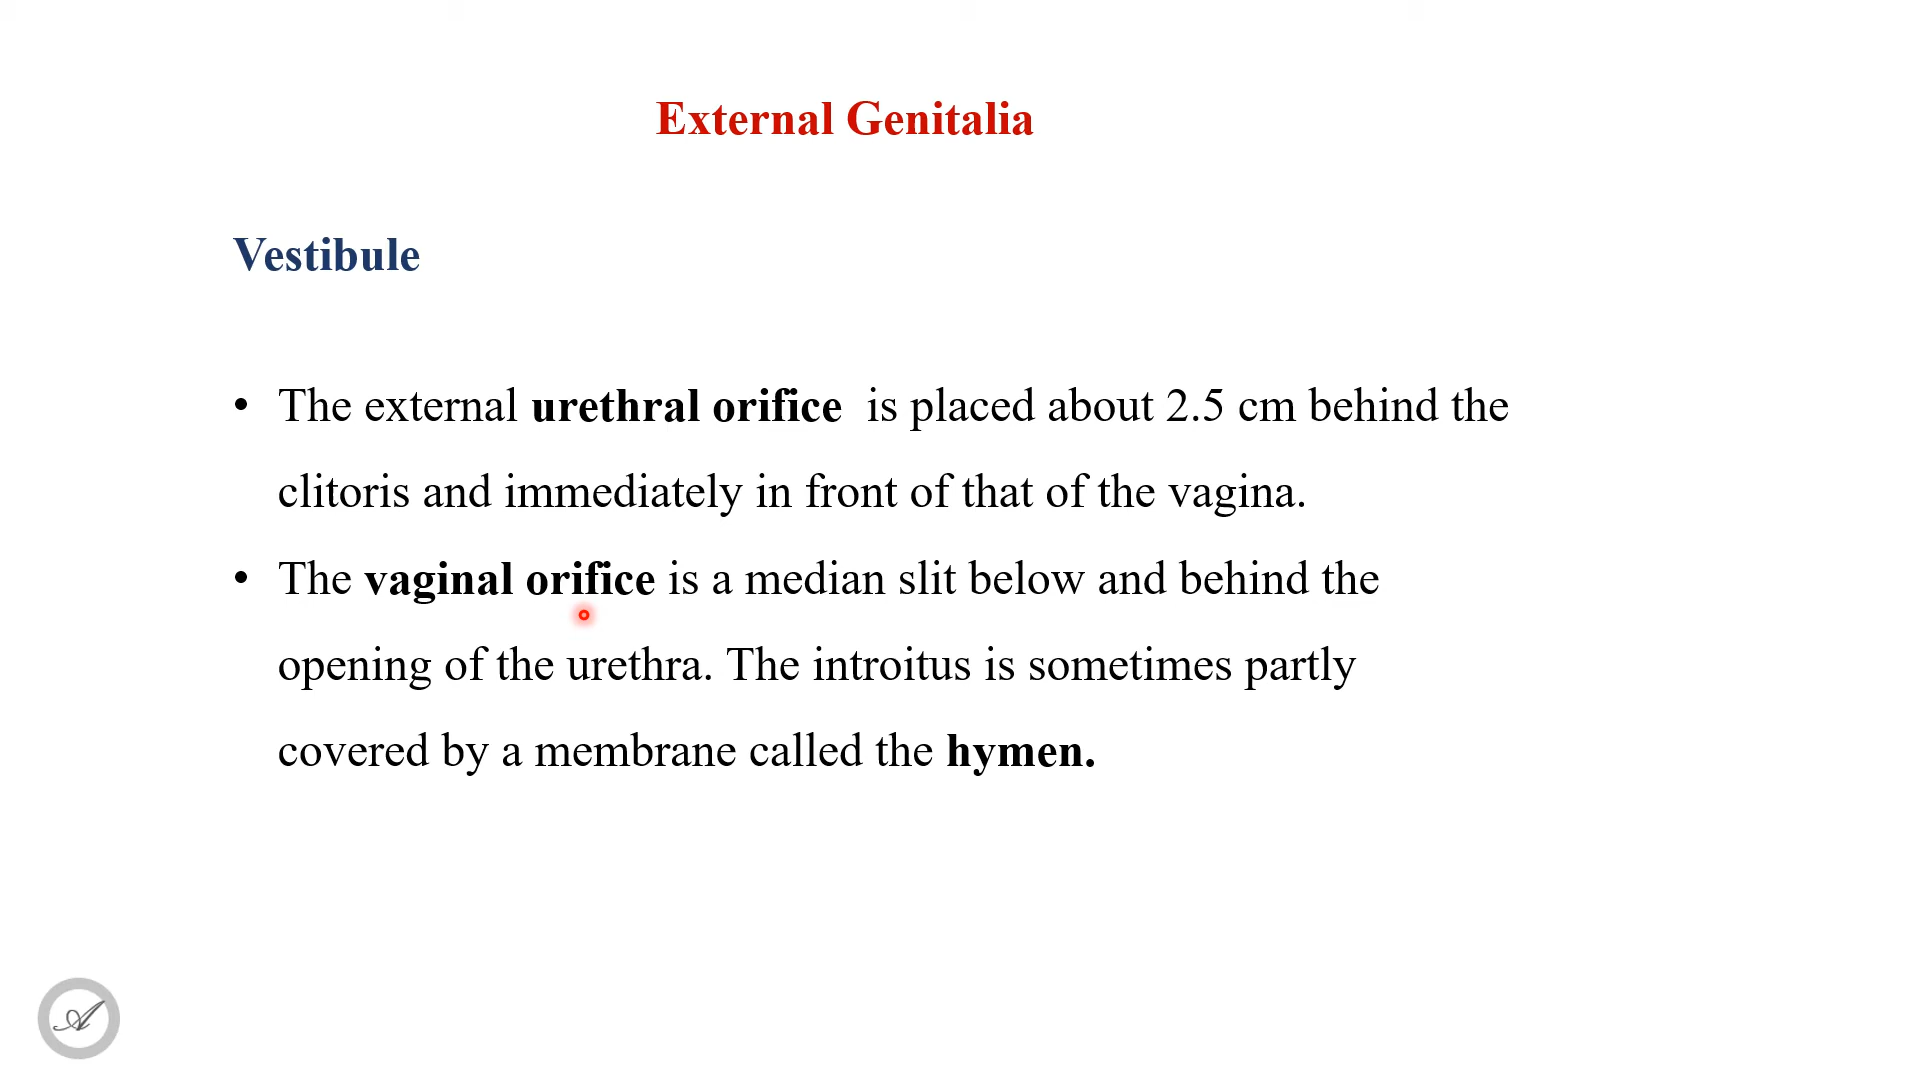 External Genitalia
Vestibule
• The external urethral orifice is placed about 2.5 cm behind the
clitoris and immediately in front of that of the vagina.
• The vaginal orifice is a median slit below and behind the
opening of the urethra. The introitus is sometimes partly
covered by a membrane called the hymen.
A